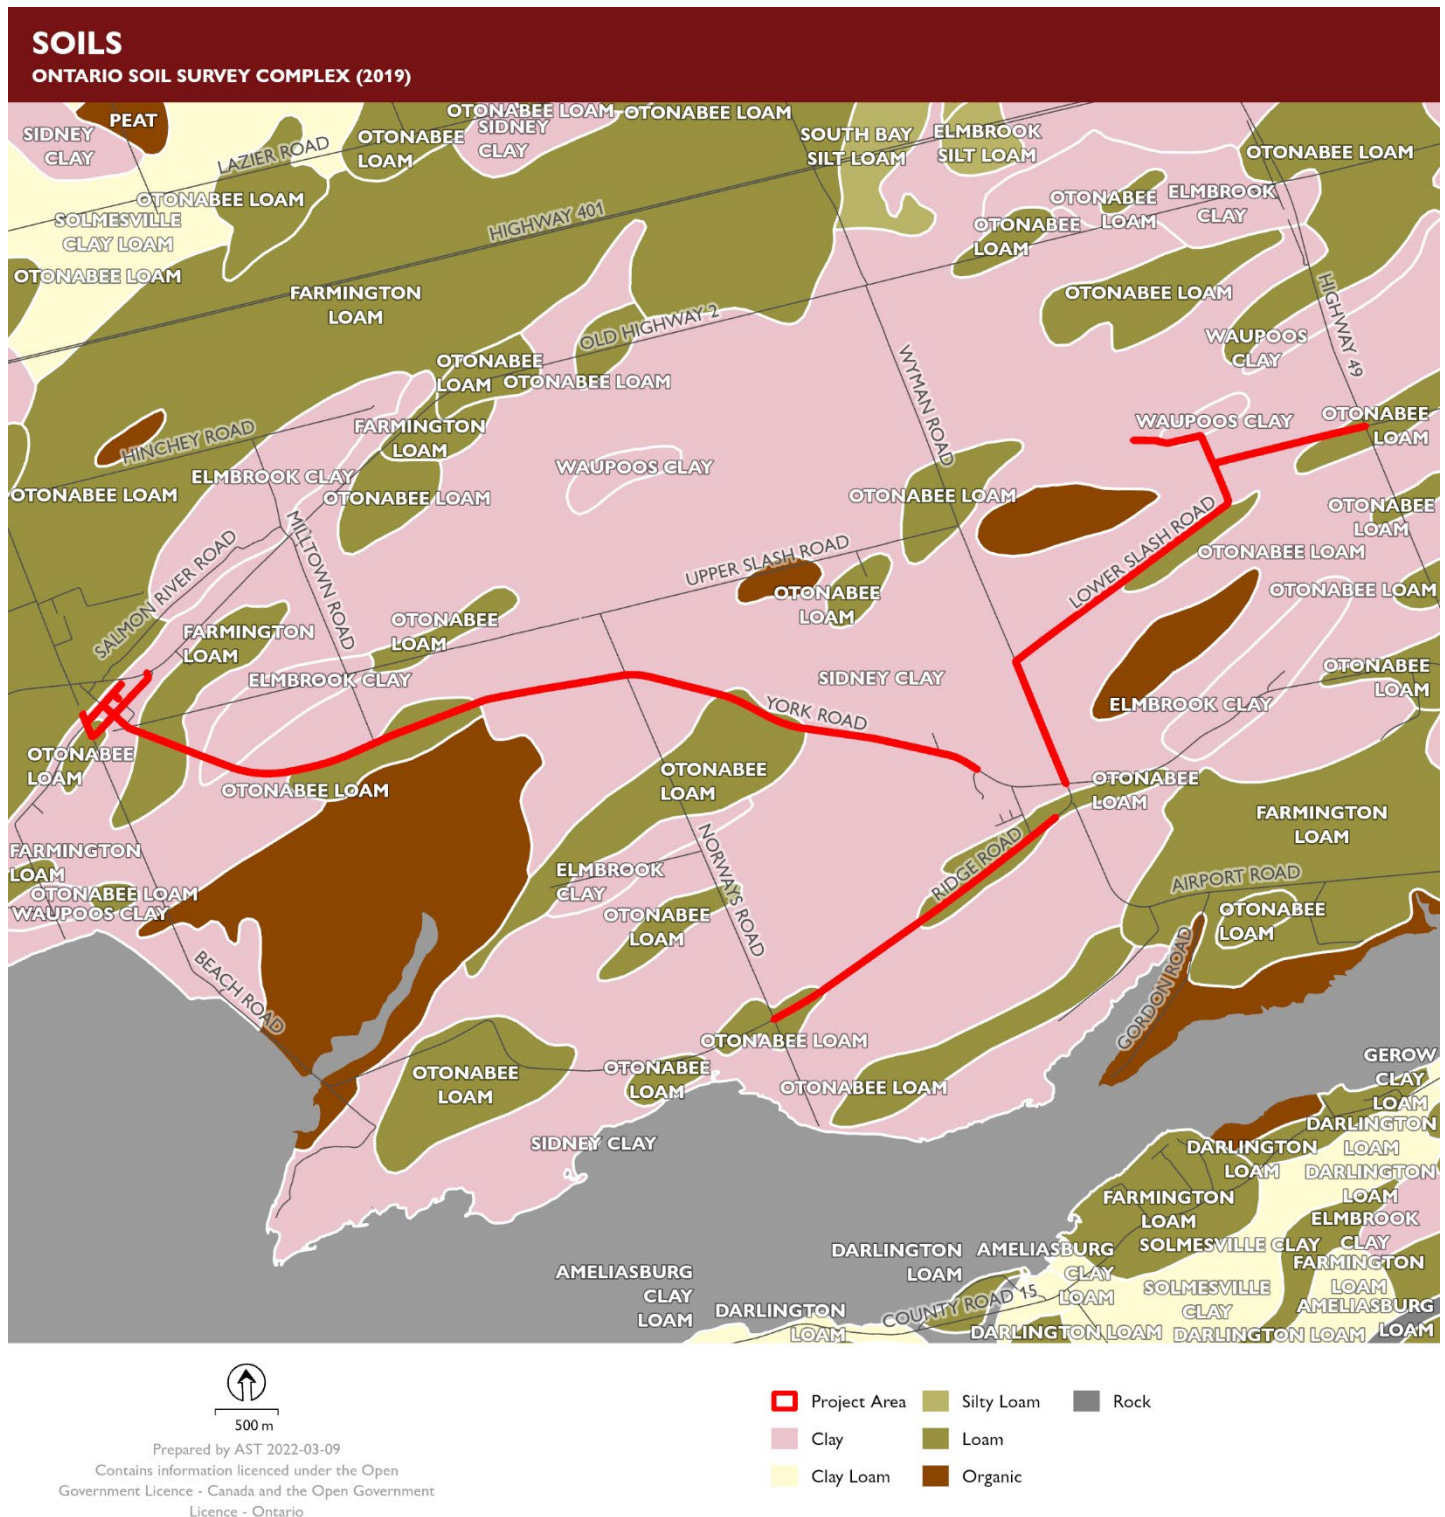 SOILS
ONTARIO SOIL SURVEY COMPLEX (2019)
PEAT
SIDNEY
CLAY
LAZIER ROAD
OTONABEE
LOAM
OTONABEE LOAM
SIDNEY
CLAY
OTONABEE LOAM
SOUTH BAY
SILT LOAM
ELMBROOK
SILT LOAM
OTONABEE LOAM
OTONABEE LOAM
SOLMESVILLE
CLAY LOAM
OTONABEE LOAM
HIGHWAY 401
OTONABEE
LOAM
ELMBROOK
CLAY
OTONABEE
LOAM
FARMINGTON
LOAM
OTONABEE LOAM
HIGHWAY 49
OLD HIGHWAY 2
WAUPOOS
CLAY
OTONABEE
LOAM
OTONABEE LOAM
WYMAN ROAD
HINCHEY ROAD
FARMINGTON
LOAM
WAUPOOS CLAY
OTONABEE
LOAM
ELMBROOK CLAY
WAUPOOS CLAY
OTONABEE LOAM
OTONABEE LOAM
OTONABEE LOAM
OTONABEE
LOAM
MILLTOWN ROAD
SALMON RIVER ROAD
UPPER SLASH ROAD
LOWER SLASH ROAD
OTONABEE LOAM
OTONABEE
LOAM
OTONABEE LOAM
FARMINGTON
LOAM
OTONABEE
LOAM
ELMBROOK CLAY
SIDNEY CLAY
OTONABEE
LOAM
ELMBROOK CLAY
YORK ROAD
OTONABEE
LOAM
OTONABEE LOAM
OTONABEE
LOAM
OTONABEE
LOAM
FARMINGTON
LOAM
FARMINGTON
LOAM
OTONABEE LOAM
WAUPOOS CLAY
ELMBROOK
CLAY
NORWAYS ROAD
RIDGE ROAD
AIRPORT ROAD
OTONABEE
LOAM
OTONABEE
LOAM
BEACH ROAD
GORDON ROAD
OTONABEE LOAM
OTONABEE
LOAM
OTONABEE
LOAM
OTONABEE LOAM
GEROW
CLAY
LOAM
SIDNEY CLAY
DARLINGTON
LOAM
DARLINGTON
LOAM
DARLINGTON
LOAM
FARMINGTON
LOAM
ELMBROOK
CLAY
SOLMESVILLE CLAY
DARLINGTON
LOAM
AMELIASBURG
CLAY
LOAM
FARMINGTON
LOAM
AMELIASBURG
CLAY
LOAM
SOLMESVILLE
CLAY
AMELIASBURG
LOAM
DARLINGTON
LOAM
COUNTY ROAD 15
DARLINGTON LOAM
DARLINGTON LOAM
500 m
Prepared by AST 2022-03-09
Contains information licenced under the Open
Government Licence - Canada and the Open Government
Licence - Ontario
Project Area
Silty Loam
Rock
Clay
Loam
Clay Loam
Organic